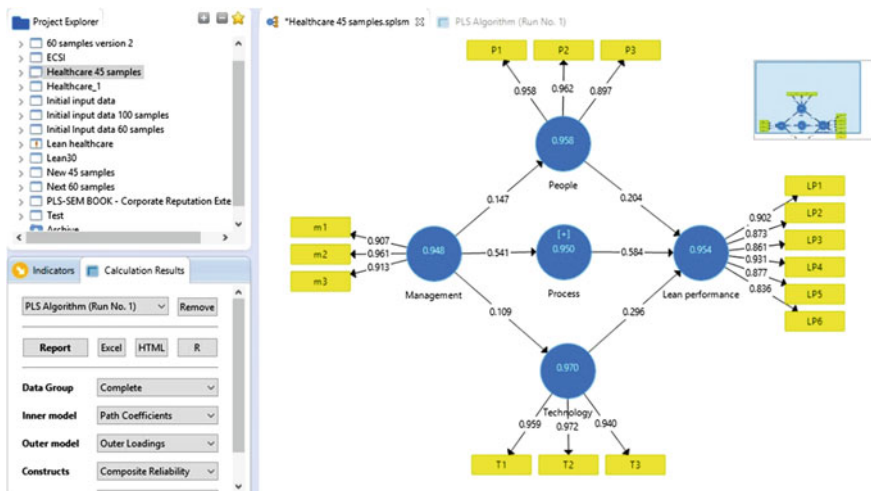 Project Explorer
60 samples version 2
ECSI
Healthcare 45 samples
Healthcare_1
Initial input data
Initial input data 100 samples
Initial Input data 60 samples
Lean healthcare
Lean30
New 45 samples
Next 60 samples
PLS-SEM BOOK - Corporate Reputation Exte
Test
Archive
Indicators
Calculation Results
PLS Algorithm (Run No. 1)
Remove
Report
Excel
HTML
R
Data Group
Complete
Inner model
Path Coefficients
Outer model
Outer Loadings
Constructs
Composite Reliability
*Healthcare 45 samples.splsm
PLS Algorithm (Run No. 1)
P1
P2
P3
0.958
0.962
0.897
0.958
People
0.147
0.204
m1
m2
m3
0.907
0.961
0.913
0.948
Management
0.541
[+]
0.950
Process
0.584
0.954
Lean performance
0.902
0.873
0.861
0.931
0.877
0.836
LP1
LP2
LP3
LP4
LP5
LP6
0.109
0.296
0.970
Technology
0.959
0.972
0.940
T1
T2
T3